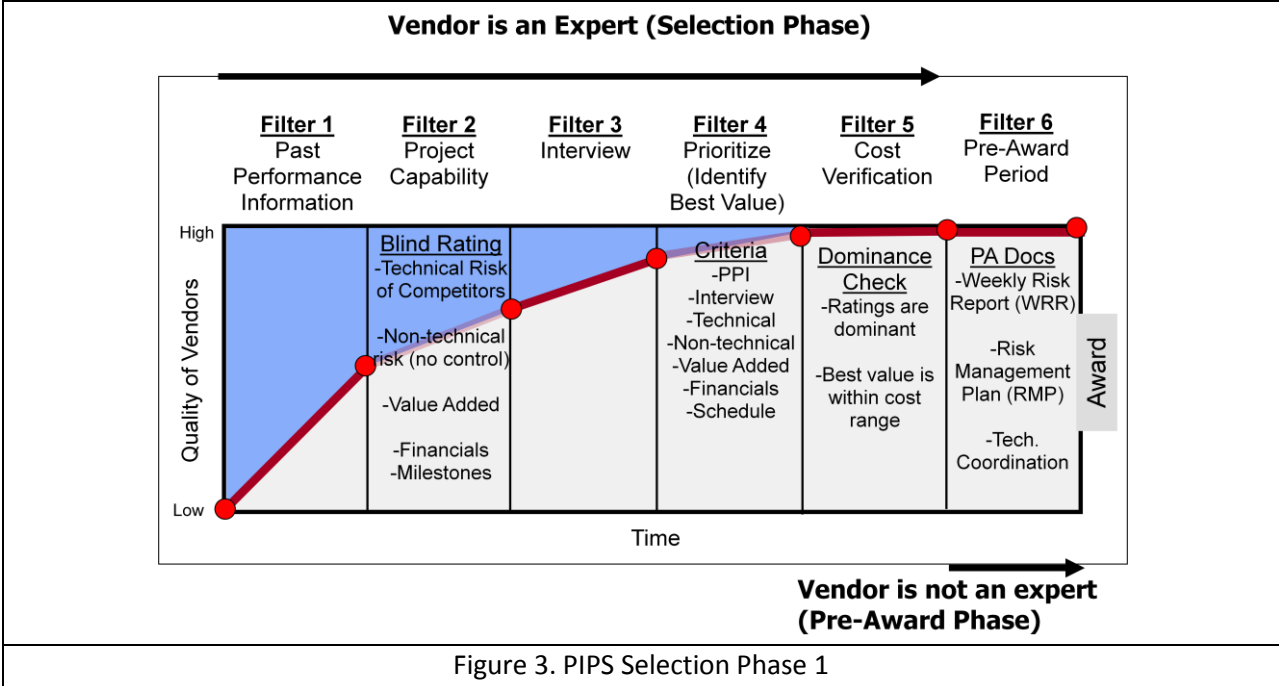 Vendor is an Expert (Selection Phase)
Filter 1
Past
Performance
Information
Filter 2
Project
Capability
Filter 3
Interview
Filter 4
Prioritize
(Identify
Best Value)
Filter 5
Cost
Verification
Filter 6
Pre-Award
Period
High
Quality of Vendors
Low
Blind Rating
-Technical Risk
of Competitors
-Non-technical
risk (no control)
-Value Added
-Financials
-Milestones
Criteria
-PPI
-Interview
-Technical
-Non-technical
-Value Added
-Financials
-Schedule
Dominance
Check
-Ratings are
dominant
-Best value is
within cost
range
PA Docs
-Weekly Risk
Report (WRR)
-Risk
Management
Plan (RMP)
-Tech.
Coordination
Award
Time
Vendor is not an expert
(Pre-Award Phase)
Figure 3. PIPS Selection Phase 1